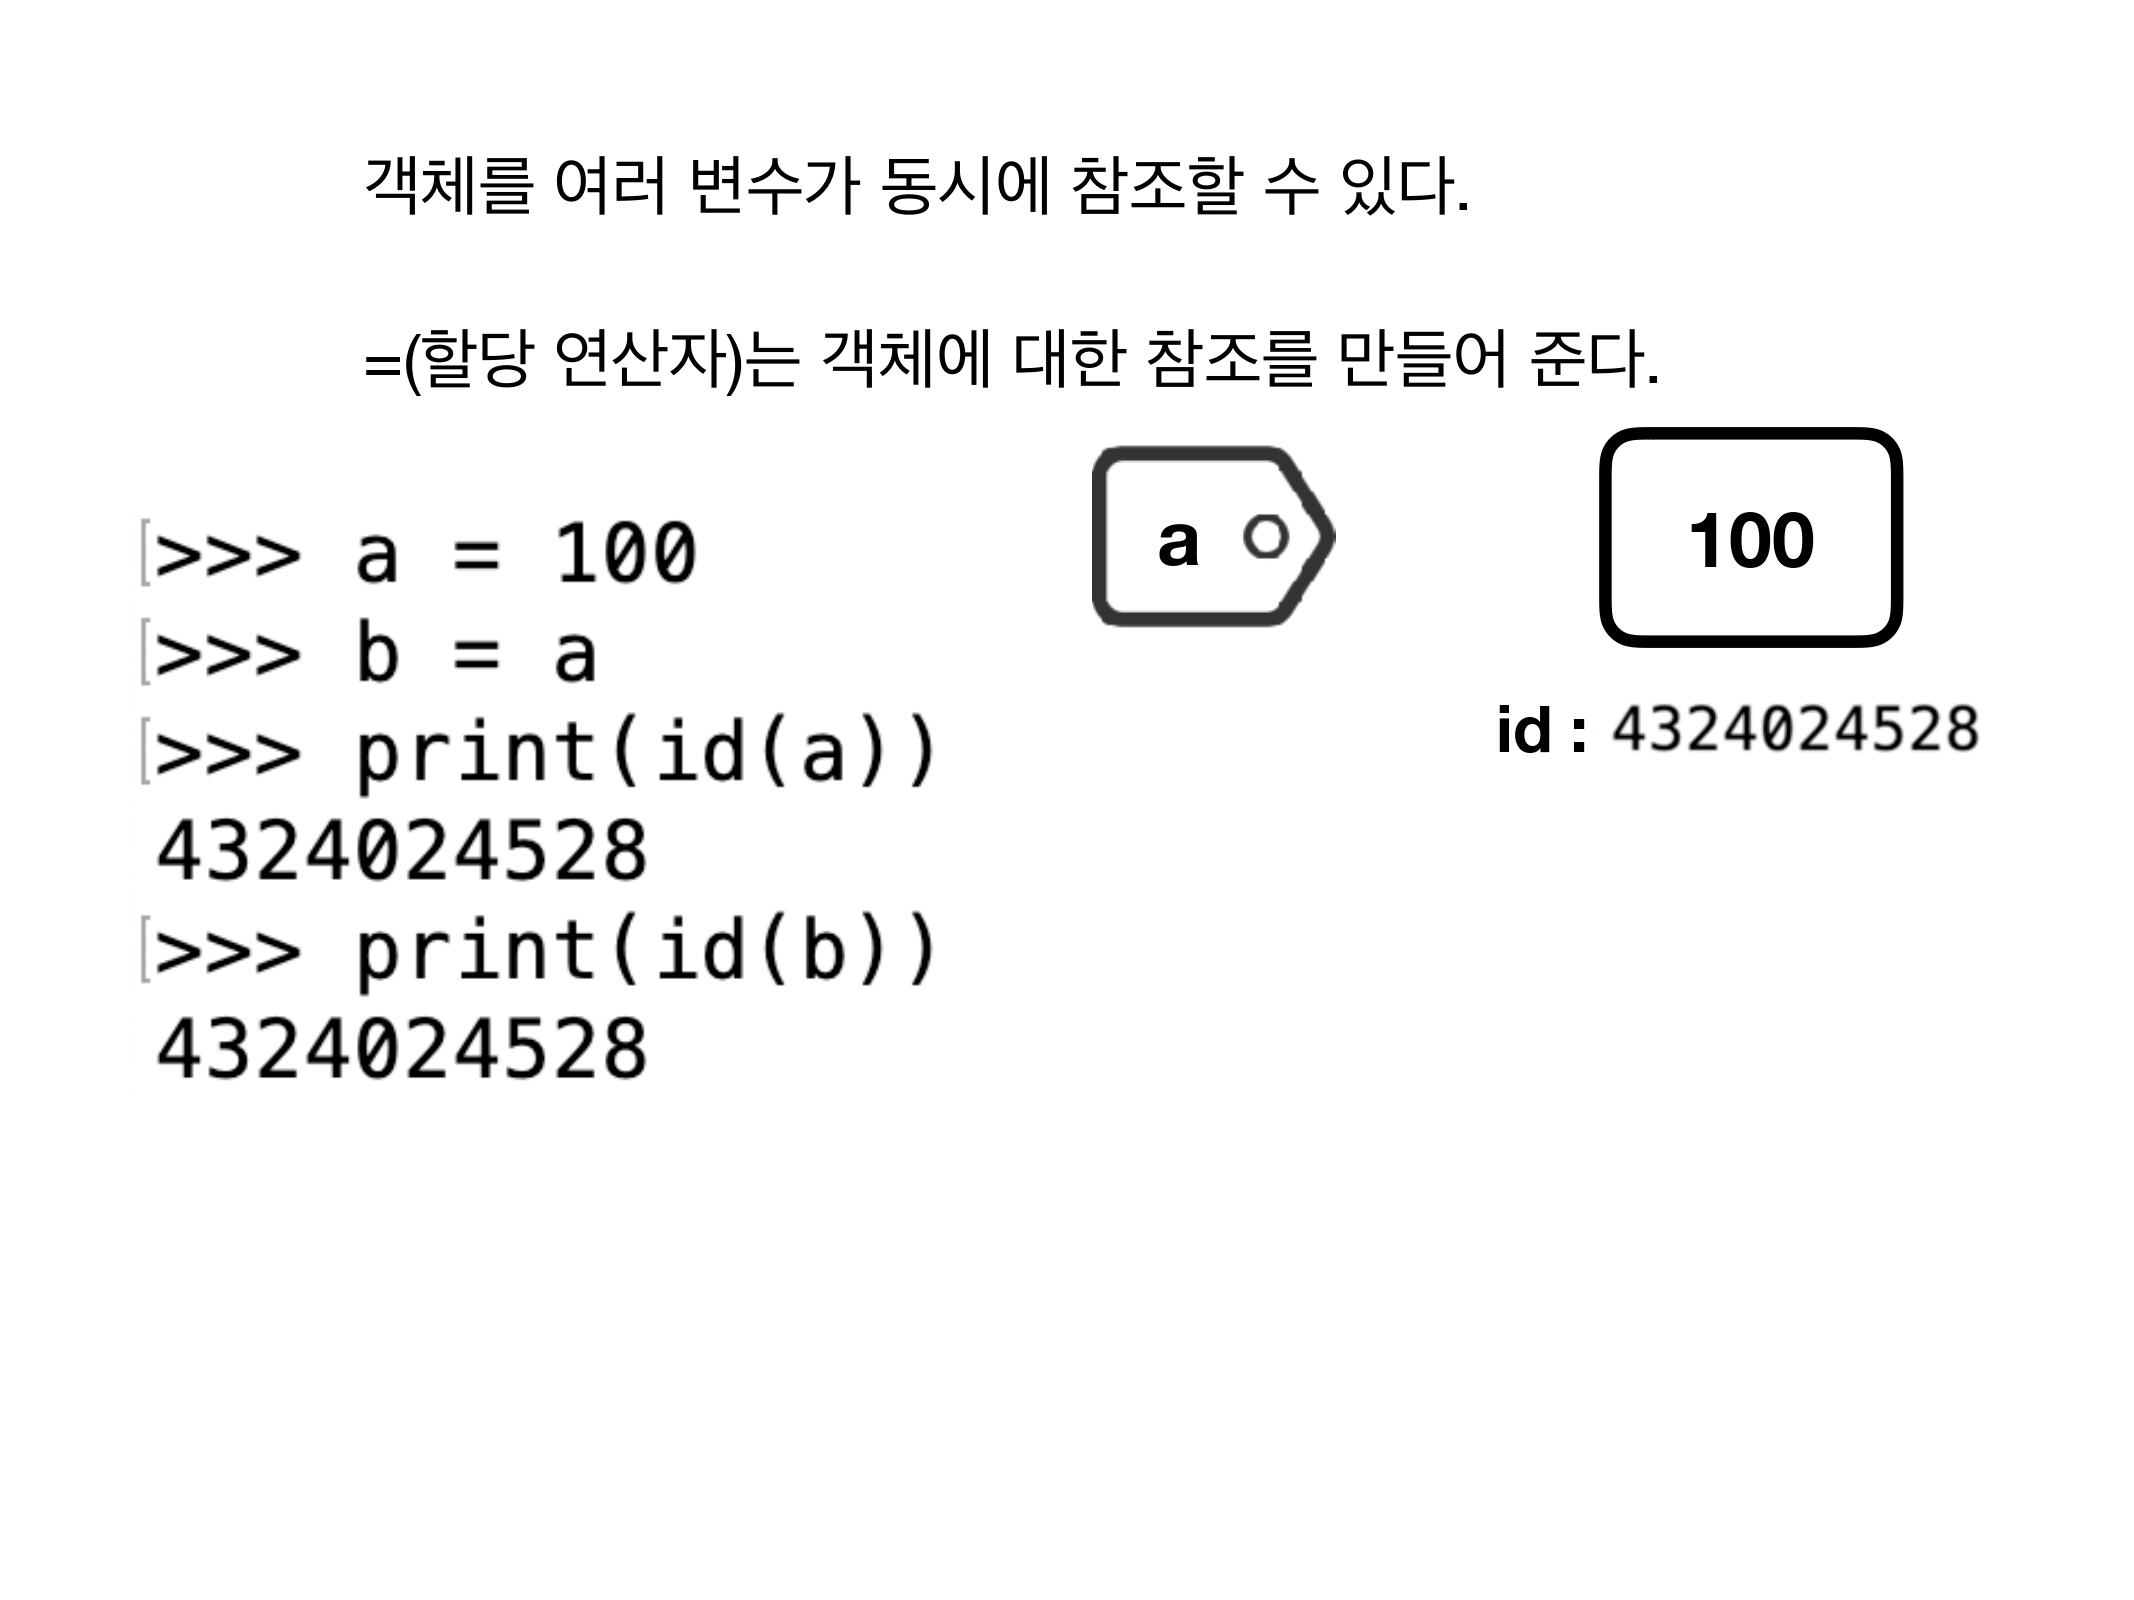 객체를 여러 변수가 동시에 참조할 수 있다.
=(할당 연산자)는 객체에 대한 참조를 만들어 준다.
>>> a = 100
>>> b = a
>>> print(id(a))
4324024528
>>> print(id(b))
4324024528
a
100
id : 4324024528